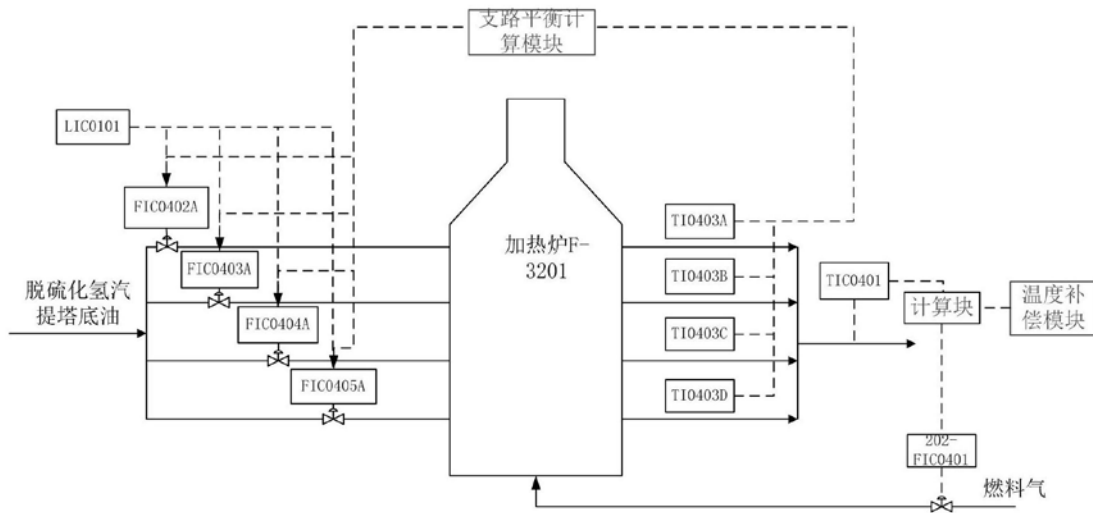 支路平衡计
算模块
LIC0101
FIC0402A
FIC0403A
FIC0404A
FIC0405A
脱硫化氢汽
提塔底油
加热炉F-
3201
TI0403A
TI0403B
TI0403C
TI0403D
TIC0401
计算块
温度补
偿模块
202-
FIC0401
燃料气